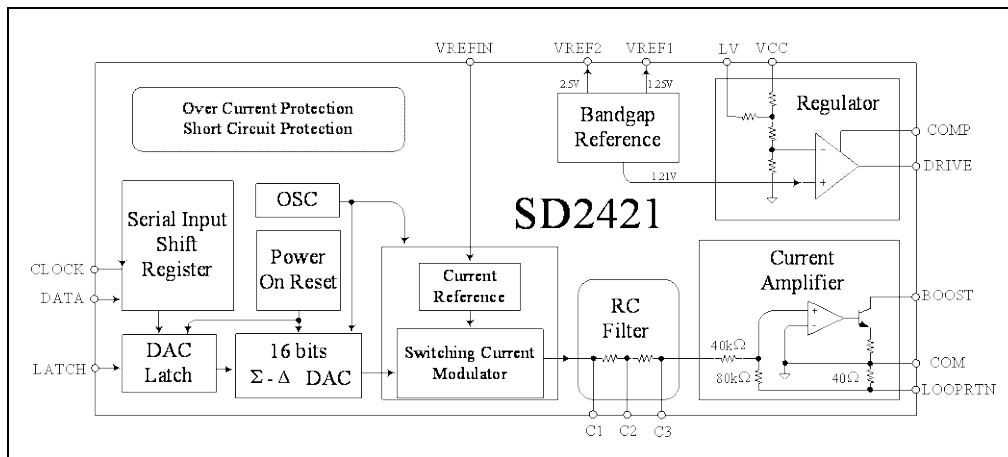 VREFIN
VREF2
VREF1
LV
VCC
2.5V
1.25V
Over Current Protection
Short Circuit Protection
Bandgap
Reference
Regulator
COMP
DRIVE
1.21V
SD2421
Serial Input
Shift
Register
OSC
Power
On Reset
CLOCK
DATA
LATCH
DAC
Latch
16 bits
Σ - Δ DAC
Current
Reference
Switching Current
Modulator
RC
Filter
C1
C2
C3
Current
Amplifier
40kΩ
80kΩ
40Ω
BOOST
COM
LOOPRTN